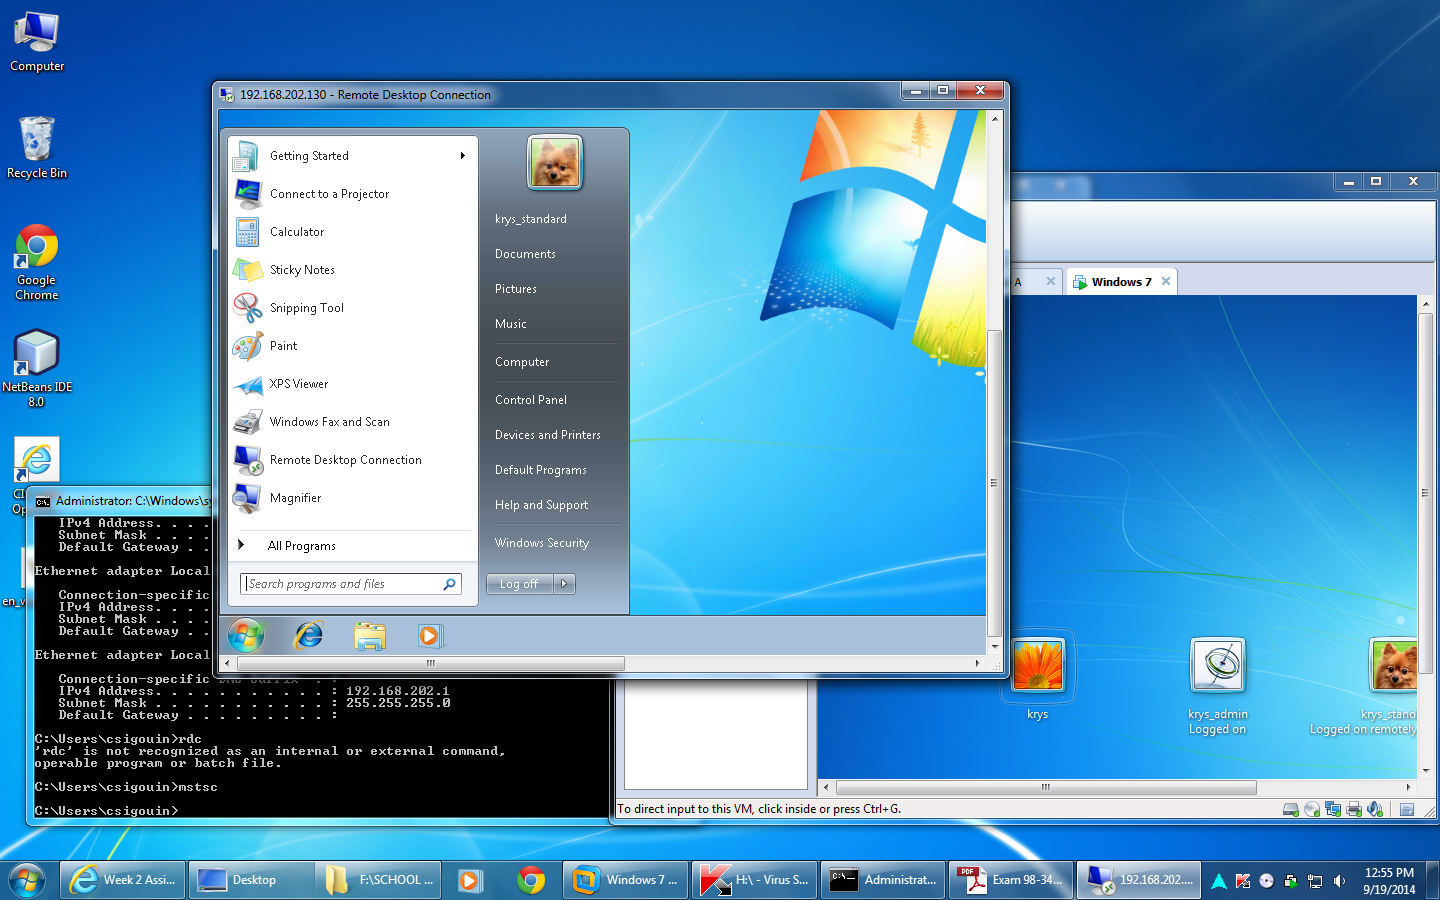 Computer
Recycle Bin
Google
Chrome
NetBeans IDE
8.0
192.168.202.130 - Remote Desktop Connection
Getting Started
Connect to a Projector
Calculator
Sticky Notes
Snipping Tool
Paint
XPS Viewer
Windows Fax and Scan
Remote Desktop Connection
Magnifier
All Programs
Search programs and files
krys_standard
Documents
Pictures
Music
Computer
Control Panel
Devices and Printers
Default Programs
Help and Support
Windows Security
Log off
A
Windows 7
krys
krys_admin
Logged on
krys_stand
Logged on remotely
To direct input to this VM, click inside or press Ctrl+G.
Administrator: C:\Windows\sy
IPv4 Address. . . .
Subnet Mask . . . .
Default Gateway . .
Ethernet adapter Local
Connection-specific
IPv4 Address. . . .
Subnet Mask . . . .
Default Gateway . .
Ethernet adapter Local
Connection-specific DNS Suffix . :
IPv4 Address. . . . . . . . . . . : 192.168.202.1
Subnet Mask . . . . . . . . . . . : 255.255.255.0
Default Gateway . . . . . . . . . :
C:\Users\csigouin>rdc
'rdc' is not recognized as an internal or external command,
operable program or batch file.
C:\Users\csigouin>mstsc
C:\Users\csigouin>
Week 2 Assi...
Desktop
F:\SCHOOL ...
Windows 7 ...
H:\ - Virus S...
Administrat...
PDF
Exam 98-34...
192.168.202....
12:55 PM
9/19/2014